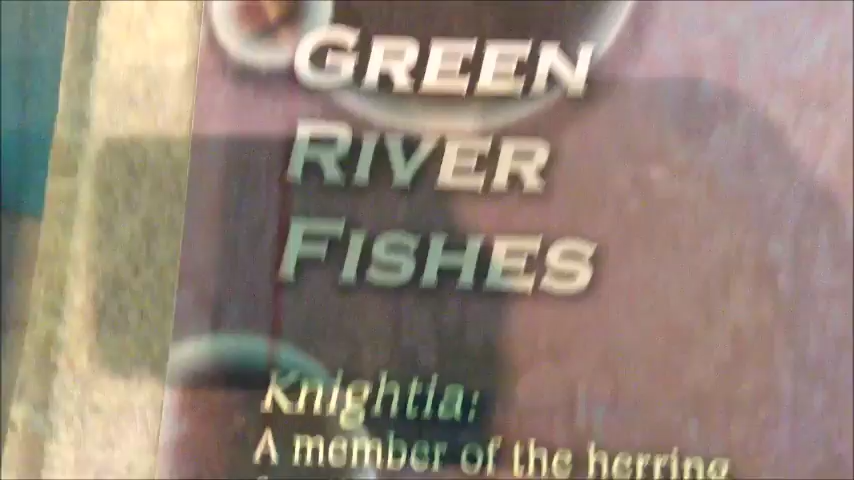 GREEN
RIVER
FISHES
Knightia:
A member of the herring